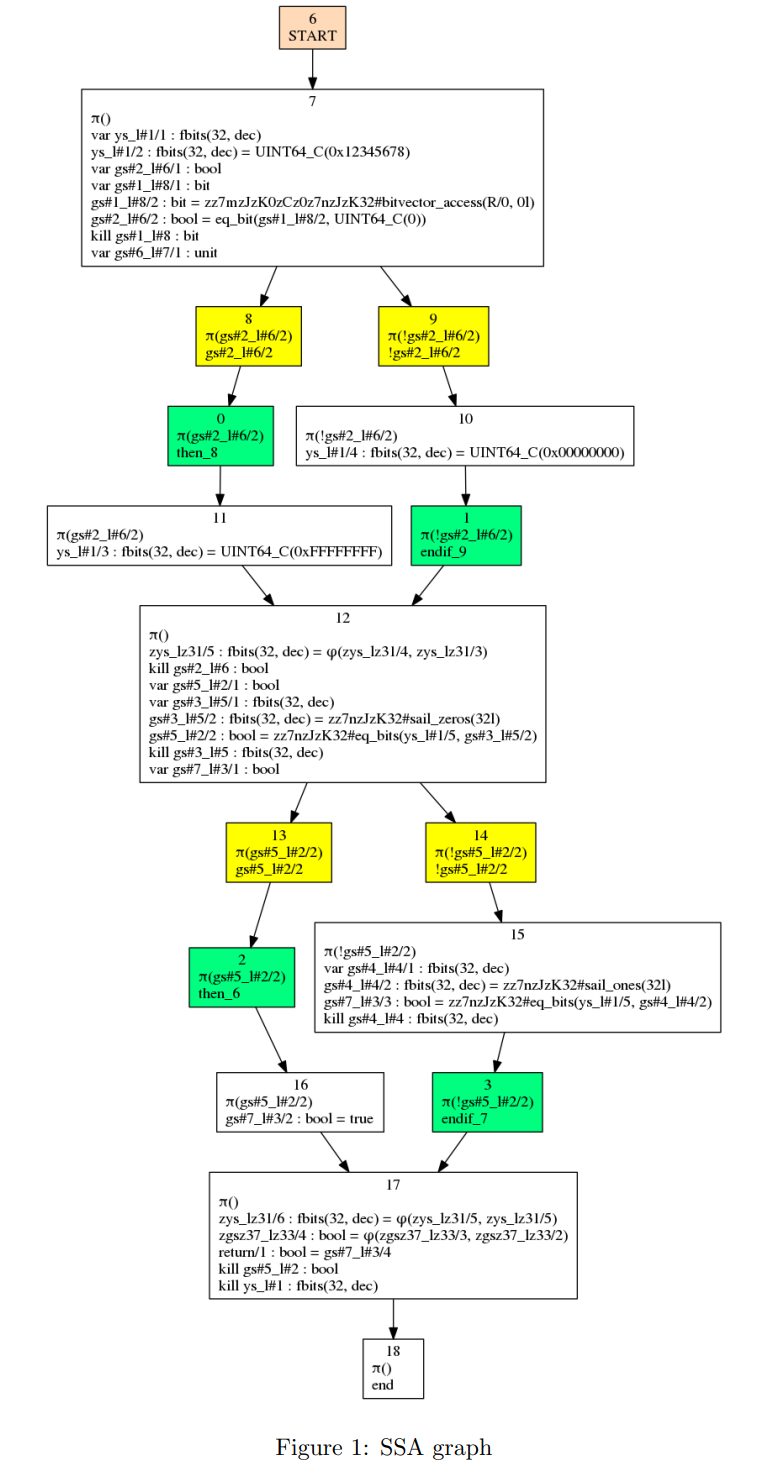 6
START
7
π()
var ys_l#1/1 : fbits(32, dec)
ys_l#1/2 : fbits(32, dec) = UINT64_C(0x12345678)
var gs#2_l#6/1 : bool
var gs#1_l#8/1 : bit
gs#1_l#8/2 : bit = zz7mzJzK0zCz0z7nzJzK32#bitvector_access(R/0, 0l)
gs#2_l#6/2 : bool = eq_bit(gs#1_l#8/2, UINT64_C(0))
kill gs#1_l#8 : bit
var gs#6_l#7/1 : unit
8
π(gs#2_l#6/2)
gs#2_l#6/2
9
π(!gs#2_l#6/2)
!gs#2_l#6/2
0
π(gs#2_l#6/2)
then_8
10
π(!gs#2_l#6/2)
ys_l#1/4 : fbits(32, dec) = UINT64_C(0x00000000)
11
π(gs#2_l#6/2)
ys_l#1/3 : fbits(32, dec) = UINT64_C(0xFFFFFFFF)
1
π(!gs#2_l#6/2)
endif_9
12
π()
zys_lz31/5 : fbits(32, dec) = φ(zys_lz31/4, zys_lz31/3)
kill gs#2_l#6 : bool
var gs#5_l#2/1 : bool
var gs#3_l#5/1 : fbits(32, dec)
gs#3_l#5/2 : fbits(32, dec) = zz7nzJzK32#sail_zeros(32l)
gs#5_l#2/2 : bool = zz7nzJzK32#eq_bits(ys_l#1/5, gs#3_l#5/2)
kill gs#3_l#5 : fbits(32, dec)
var gs#7_l#3/1 : bool
13
π(gs#5_l#2/2)
gs#5_l#2/2
14
π(!gs#5_l#2/2)
!gs#5_l#2/2
2
π(gs#5_l#2/2)
then_6
15
π(!gs#5_l#2/2)
var gs#4_l#4/1 : fbits(32, dec)
gs#4_l#4/2 : fbits(32, dec) = zz7nzJzK32#sail_ones(32l)
gs#7_l#3/3 : bool = zz7nzJzK32#eq_bits(ys_l#1/5, gs#4_l#4/2)
kill gs#4_l#4 : fbits(32, dec)
16
π(gs#5_l#2/2)
gs#7_l#3/2 : bool = true
3
π(!gs#5_l#2/2)
endif_7
17
π()
zys_lz31/6 : fbits(32, dec) = φ(zys_lz31/5, zys_lz31/5)
zgsz37_lz33/4 : bool = φ(zgsz37_lz33/3, zgsz37_lz33/2)
return/1 : bool = gs#7_l#3/4
kill gs#5_l#2 : bool
kill ys_l#1 : fbits(32, dec)
18
π()
end
Figure 1: SSA graph